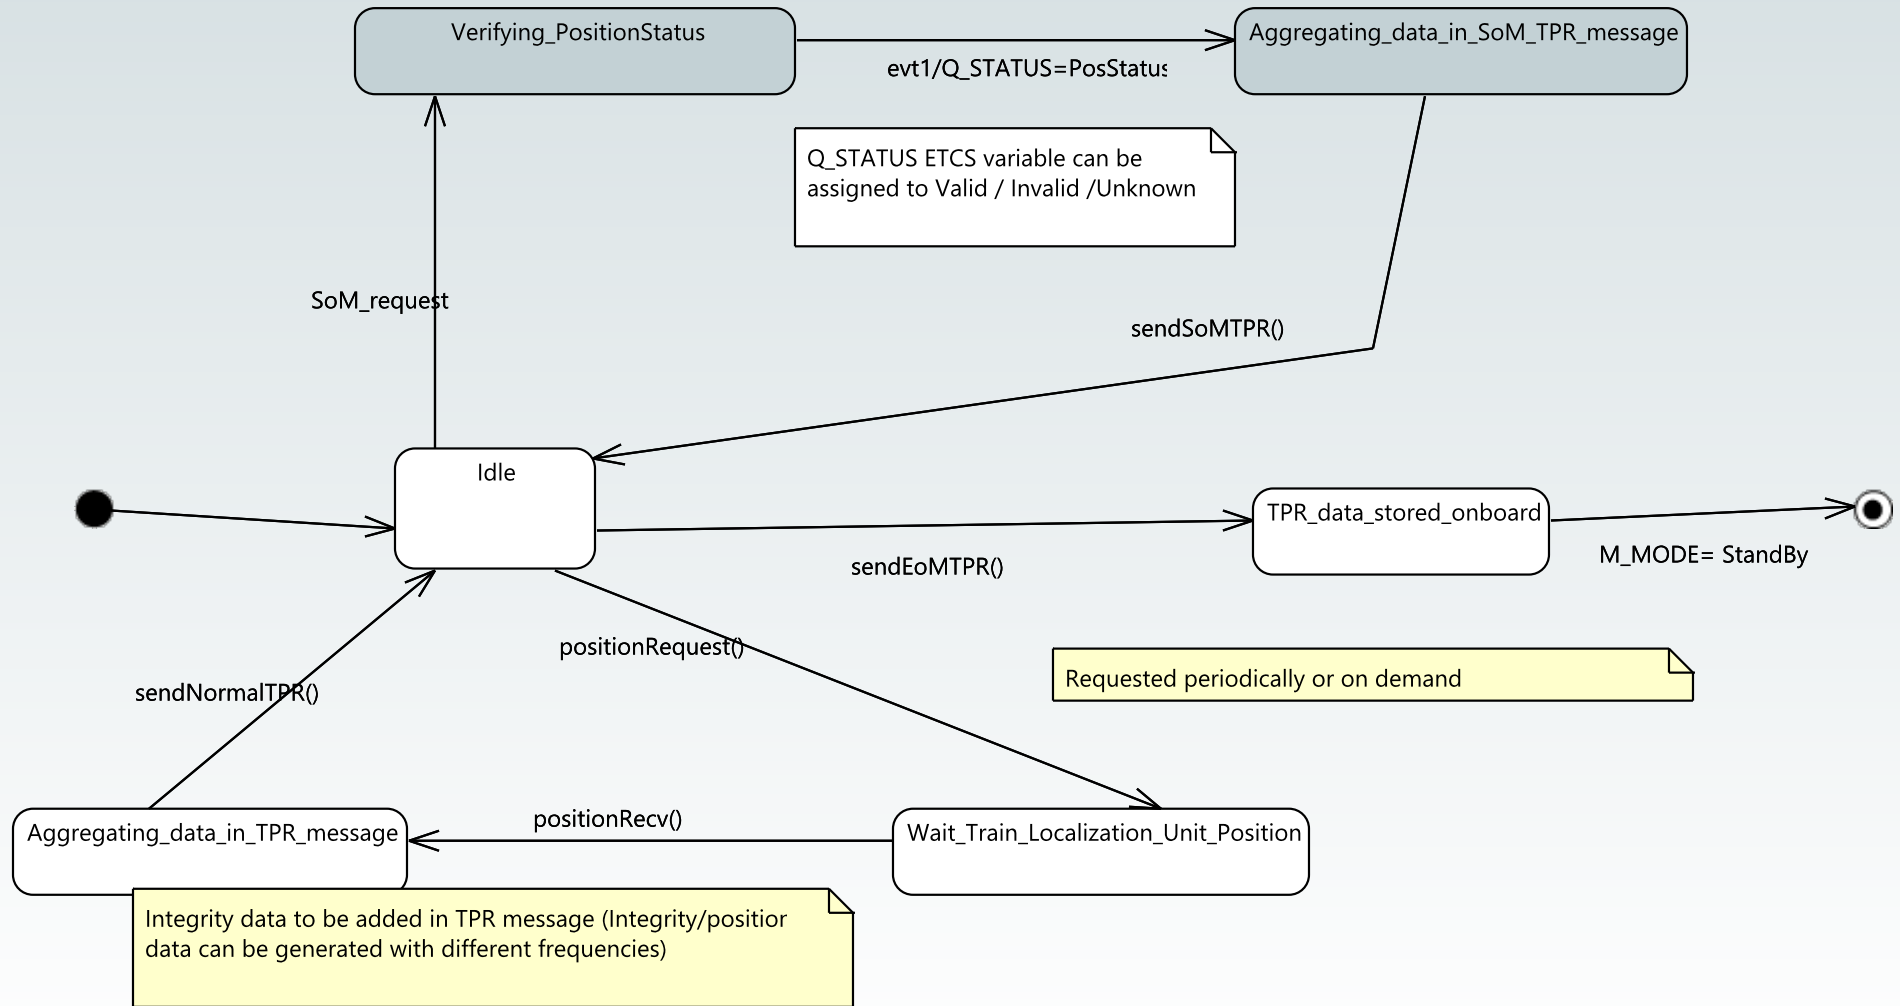 Verifying_PositionStatus
Aggregating_data_in_SoM_TPR_message
evt1/Q_STATUS=PosStatus
Q_STATUS ETCS variable can be
assigned to Valid / Invalid /Unknown
SoM_request
sendSoMTPR()
Idle
TPR_data_stored_onboard
sendEoMTPR()
M_MODE= StandBy
positionRequest()
Requested periodically or on demand
sendNormalTPR()
positionRecv()
Aggregating_data_in_TPR_message
Wait_Train_Localization_Unit_Position
Integrity data to be added in TPR message (Integrity/position
data can be generated with different frequencies)